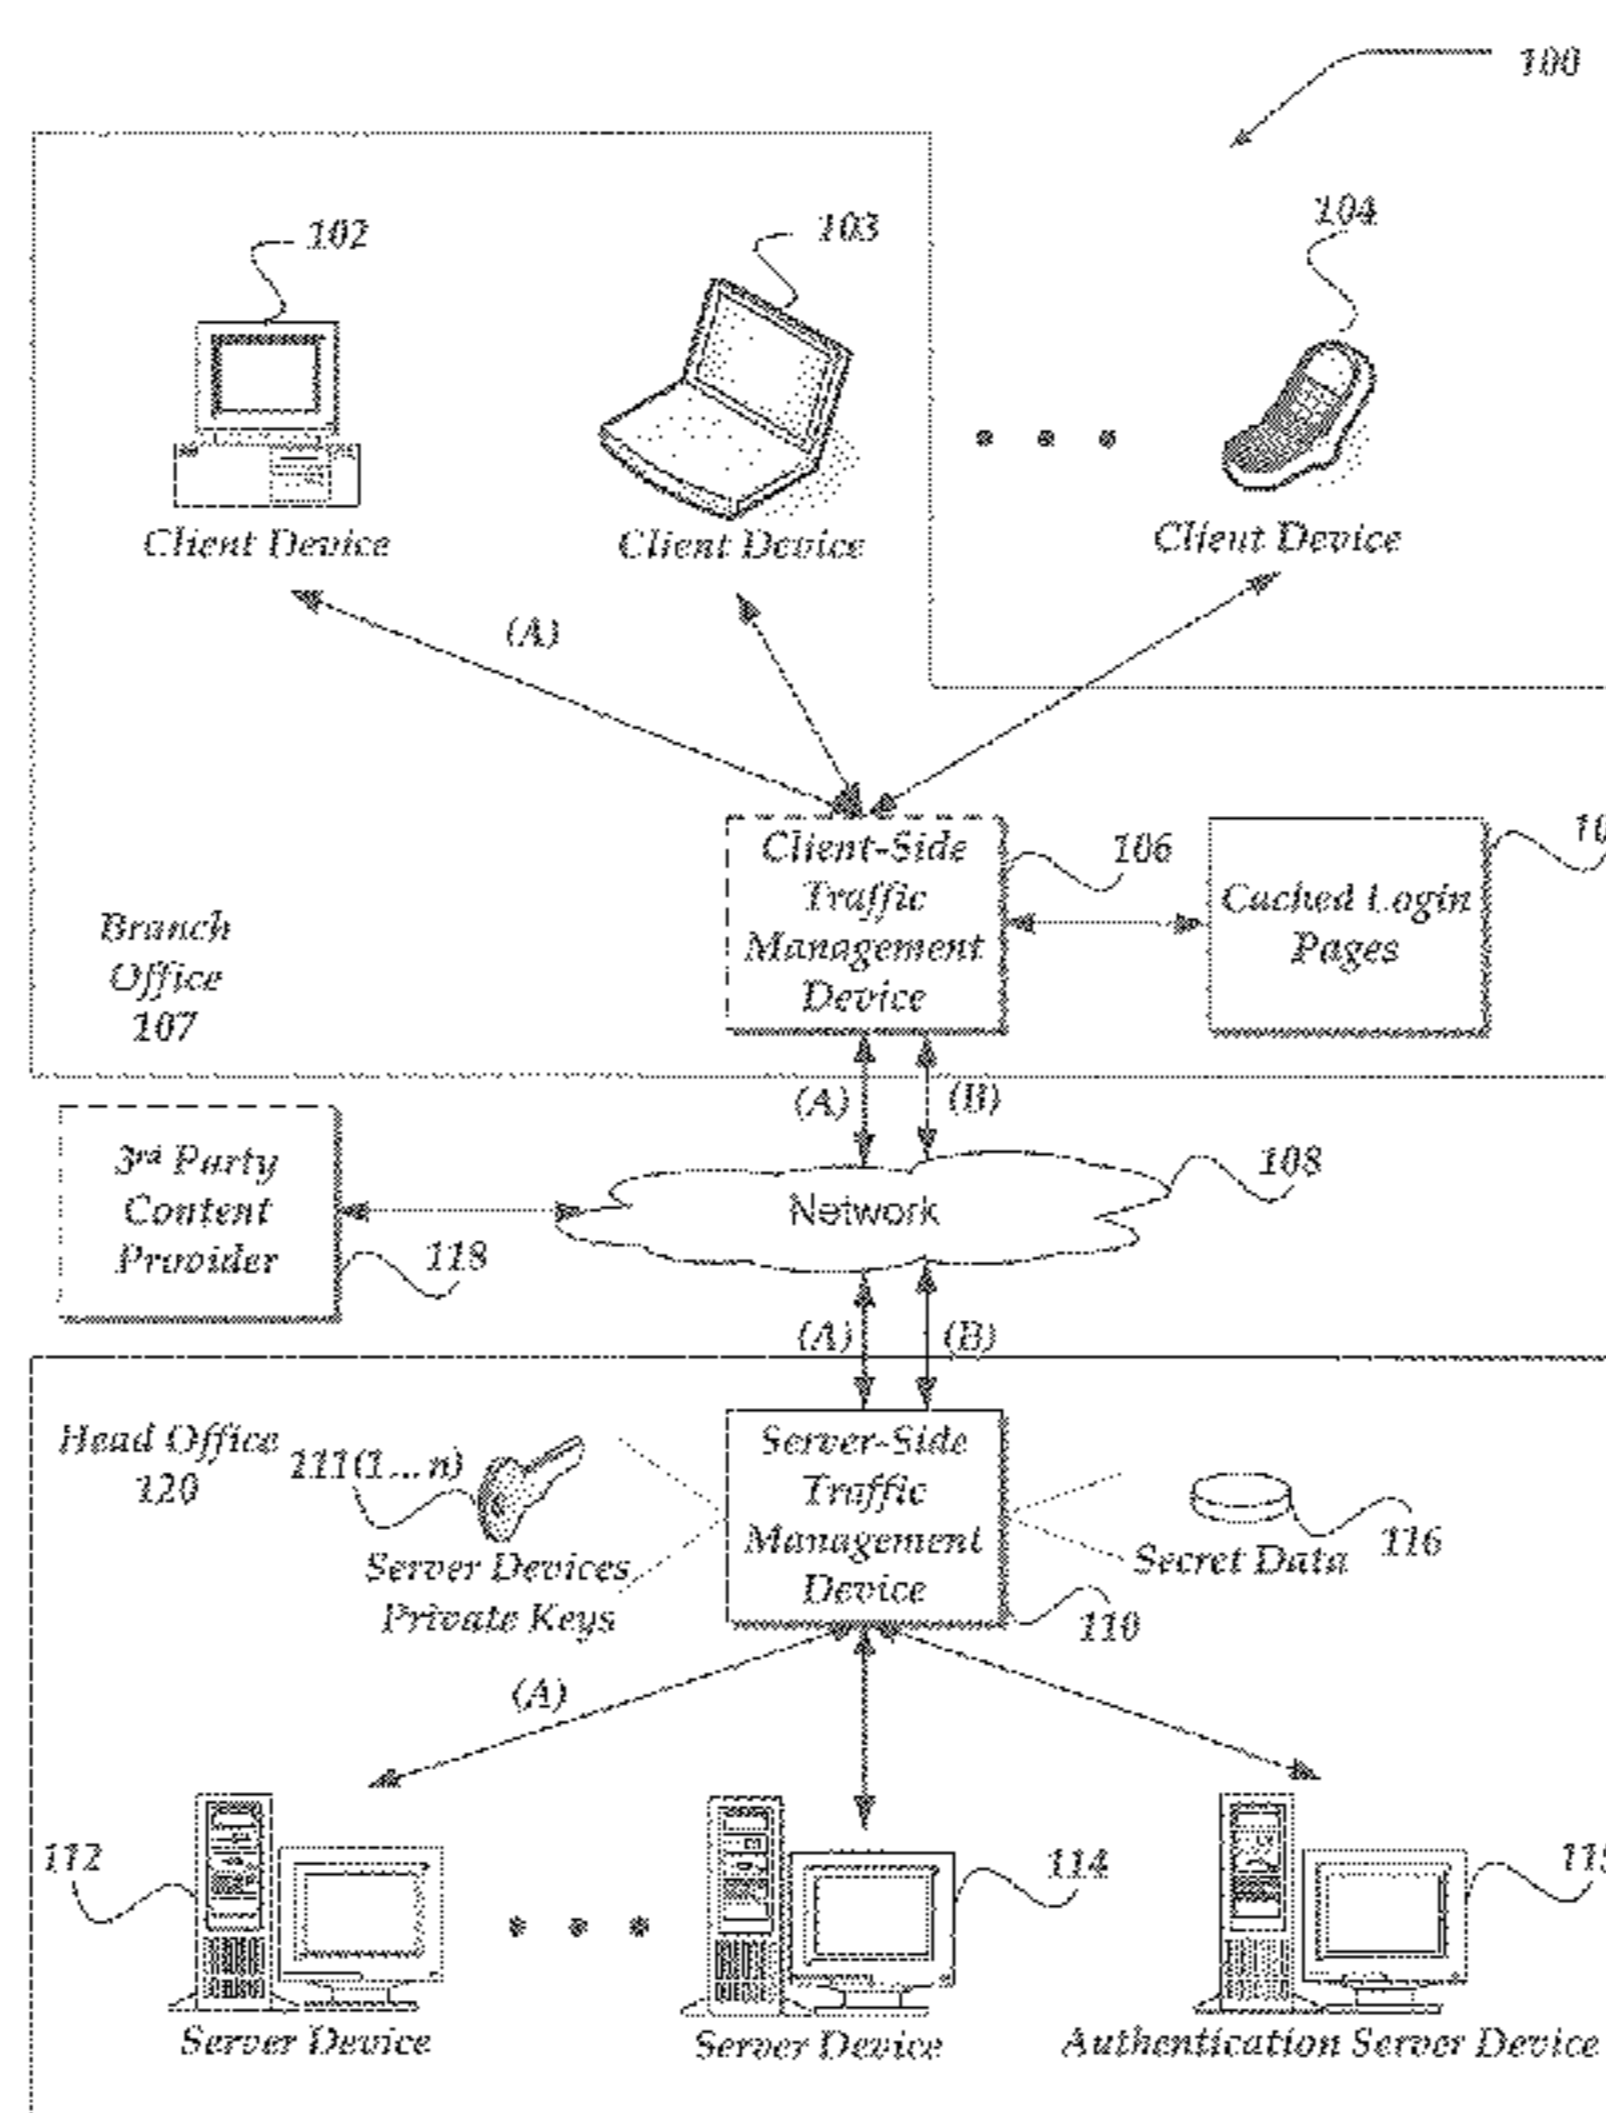 100
102
103
104
Client Device
Client Device
Client Device
(A)
Client-Side
Traffic
Management
Device
106
Cached Login
Pages
Branch
Office
107
(A)
(B)
3rd Party
Content
Provider
118
Network
108
(A)
(B)
Head Office
120
111(1...n)
Server Devices
Private Keys
Server-Side
Traffic
Management
Device
110
Secret Data
116
(A)
112
114
Server Device
Server Device
Authentication Server Device